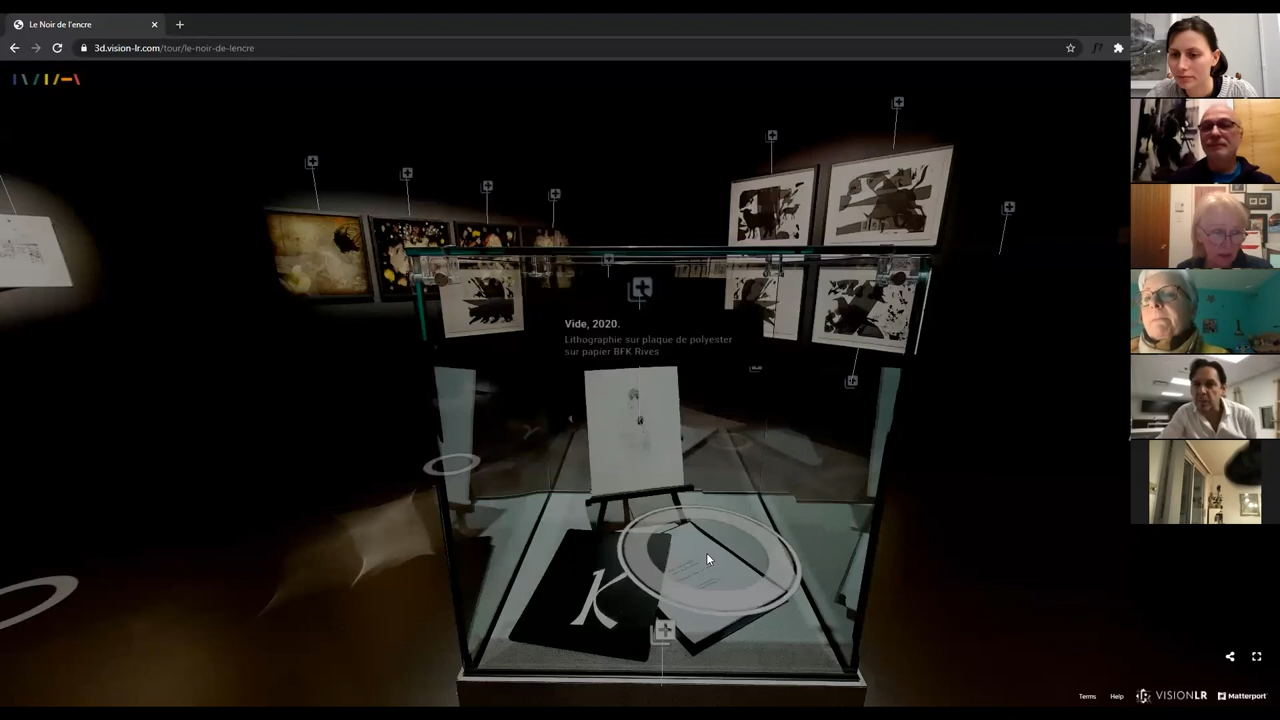 Le Noir de l'encre
3d.vision-lr.com/tour/le-noir-de-lencre
f?
Vide, 2020.
Lithographie sur plaque de polyester
sur papier BFK Rives
k
Terms Help VISIONLR Matterport